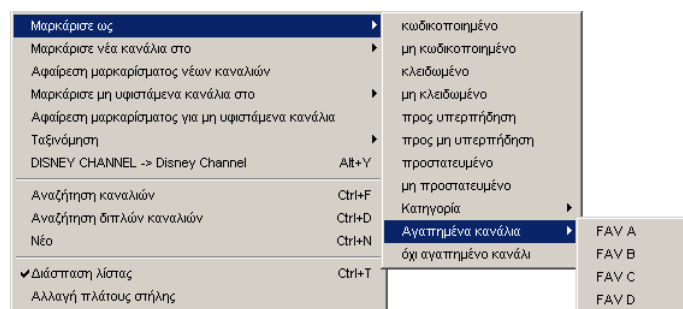 Μαρκάρισε ως
Μαρκάρισε νέα κανάλια στο
Αφαίρεση μαρκαρίσματος νέων καναλιών
Μαρκάρισε μη υφιστάμενα κανάλια στο
Αφαίρεση μαρκαρίσματος για μη υφιστάμενα κανάλια
Ταξινόμηση
DISNEY CHANNEL -> Disney Channel Alt+Y
Αναζήτηση καναλιών Ctrl+F
Αναζήτηση διπλών καναλιών Ctrl+D
Νέο Ctrl+N
Διάσπαση λίστας Ctrl+T
Αλλαγή πλάτους στήλης
κωδικοποιημένο
μη κωδικοποιημένο
κλειδωμένο
μη κλειδωμένο
προς υπερπήδηση
προς μη υπερπήδηση
προστατευμένο
μη προστατευμένο
Κατηγορία
Αγαπημένα κανάλια
όχι αγαπημένο κανάλι
FAV A
FAV B
FAV C
FAV D